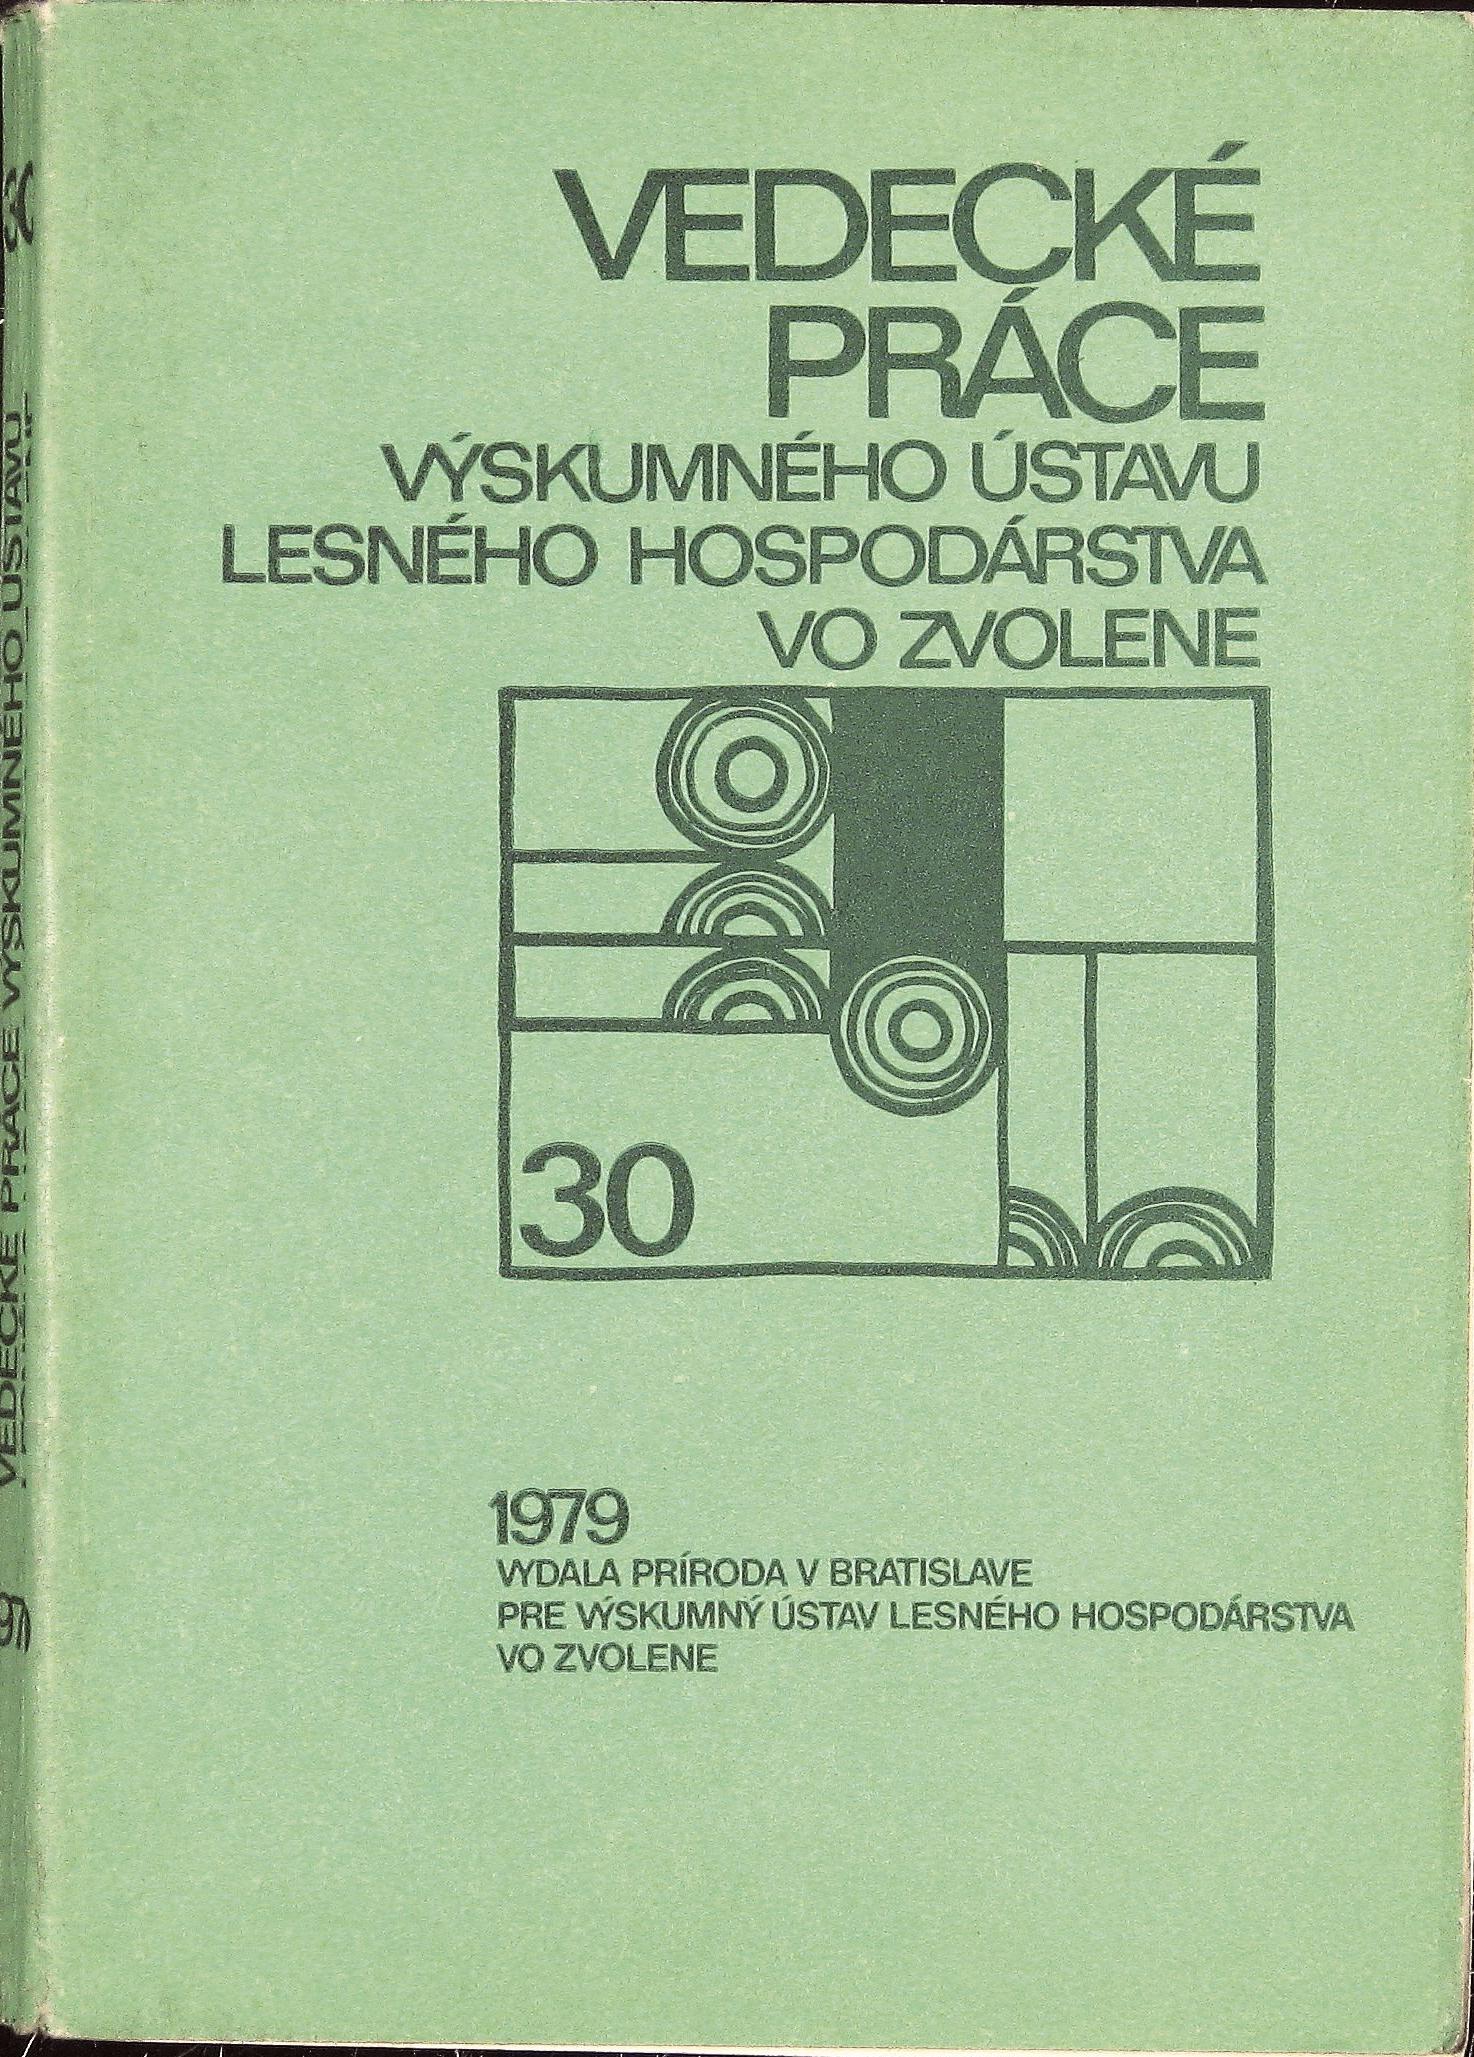 VEDECKÉ
PRÁCE
VÝSKUMNÉHO ÚSTAVU
LESNÉHO HOSPODÁRSTVA
VO ZVOLENE
30
1979
VYDALA PRÍRODA V BRATISLAVE
PRE VÝSKUMNÝ ÚSTAV LESNÉHO HOSPODÁRSTVA
VO ZVOLENE
VEDECKÉ PRÁCE VÝSKUMNÉHO ÚSTAVU